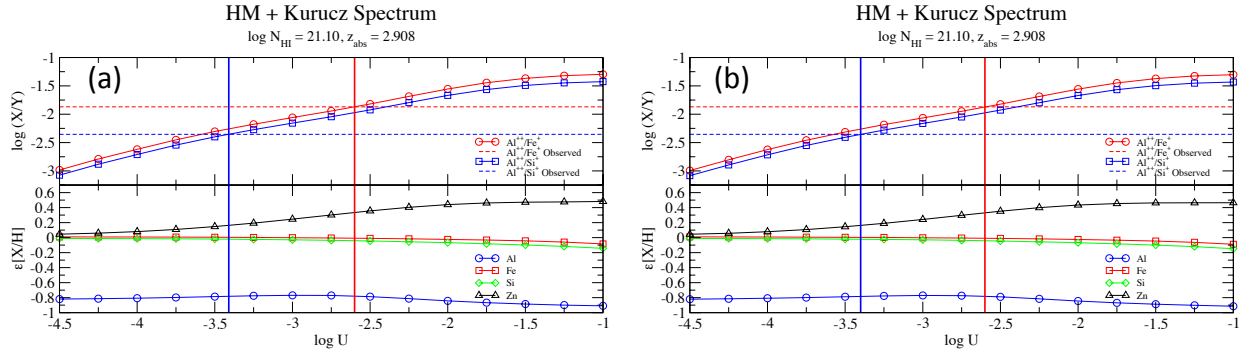 HM + Kurucz Spectrum
log N_HI = 21.10, z_abs = 2.908
(a)
log (X/Y)
-1
-1.5
-2
-2.5
-3
Al⁺⁺/Fe⁺
Al⁺⁺/Fe⁺ Observed
Al⁺⁺/Si⁺
Al⁺⁺/Si⁺ Observed
ε[X/H]
0.6
0.4
0.2
0
-0.2
-0.4
-0.6
-0.8
-1
Al
Fe
Si
Zn
-4.5 -4 -3.5 -3 -2.5 -2 -1.5 -1
log U
HM + Kurucz Spectrum
log N_HI = 21.10, z_abs = 2.908
(b)
log (X/Y)
-1
-1.5
-2
-2.5
-3
Al⁺⁺/Fe⁺
Al⁺⁺/Fe⁺ Observed
Al⁺⁺/Si⁺
Al⁺⁺/Si⁺ Observed
ε[X/H]
0.6
0.4
0.2
0
-0.2
-0.4
-0.6
-0.8
-1
Al
Fe
Si
Zn
-4.5 -4 -3.5 -3 -2.5 -2 -1.5 -1
log U